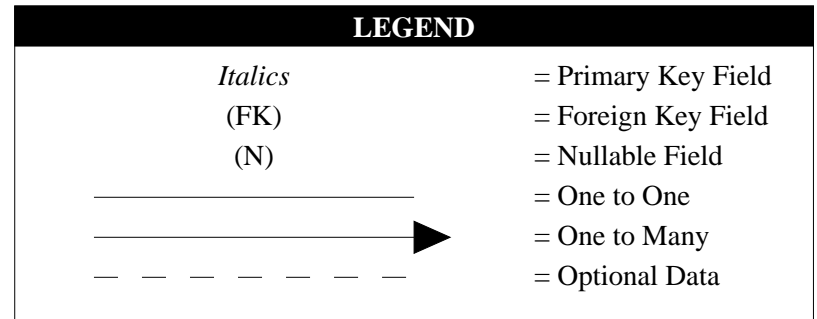 LEGEND
Italics = Primary Key Field
(FK) = Foreign Key Field
(N) = Nullable Field
= One to One
= One to Many
= Optional Data